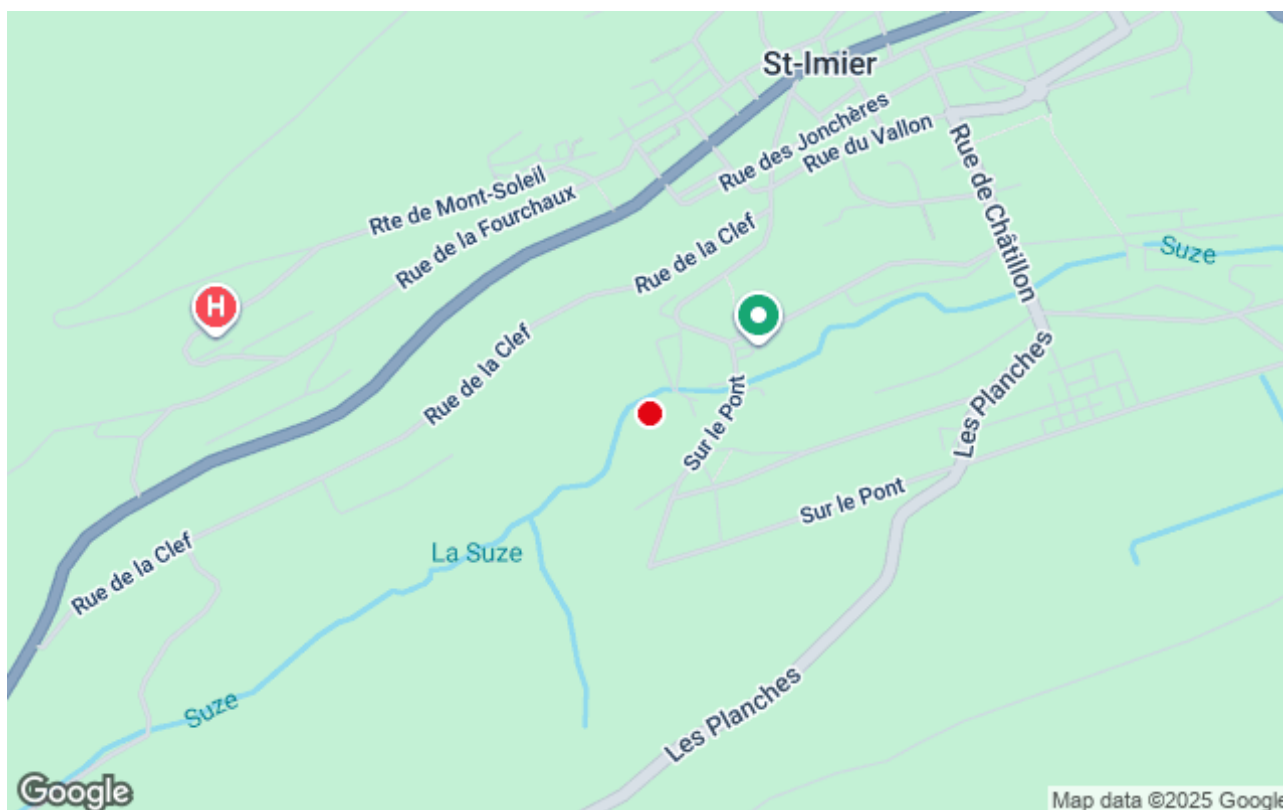 St-Imier
Rue des Jonchères
Rue du Vallon
Rue de Châtillon
Rte de Mont-Soleil
Rue de la Fourchaux
Rue de la Clef
Suze
H
Rue de la Clef
Les Planches
Sur le Pont
Sur le Pont
La Suze
Rue de la Clef
Suze
Les Planches
Google
Map data ©2025 Google